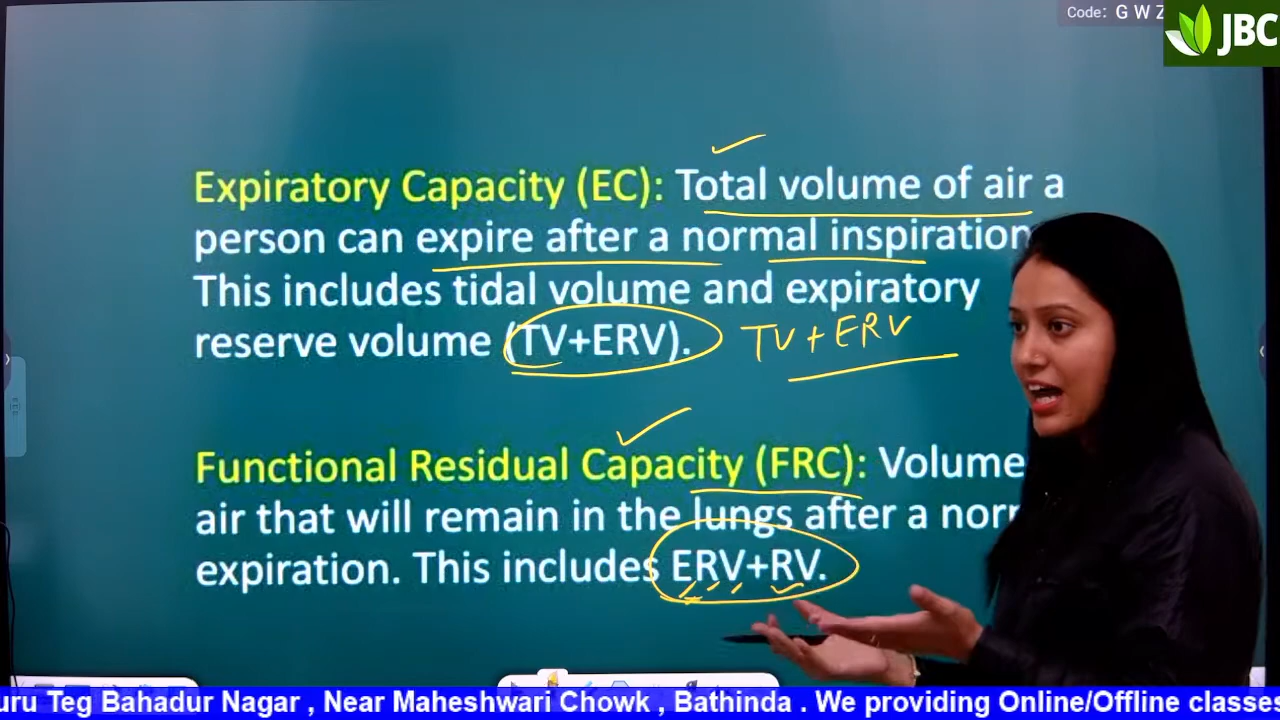 Code: G W Z
JBC
Expiratory Capacity (EC): Total volume of air a
person can expire after a normal inspiration
This includes tidal volume and expiratory
reserve volume (TV+ERV). TV+ERV
Functional Residual Capacity (FRC): Volume
air that will remain in the lungs after a
expiration. This includes ERV+RV.
Teg Bahadur Nagar , Near Maheshwari Chowk , Bathinda . We providing Online/Offline classes